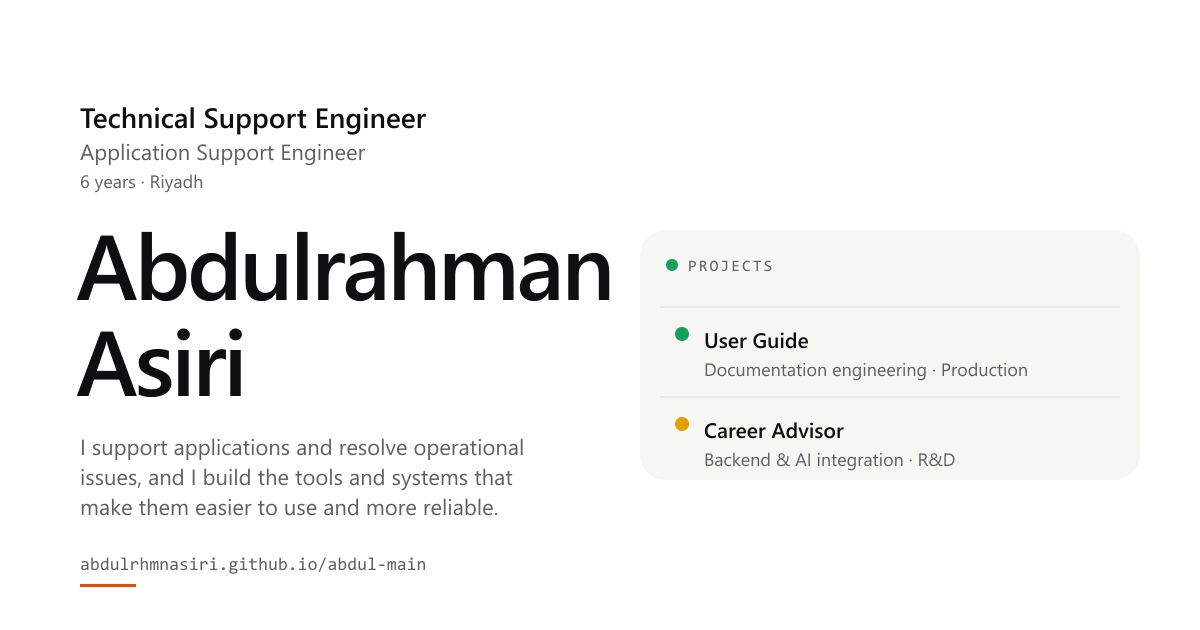 Technical Support Engineer
Application Support Engineer
6 years · Riyadh
Abdulrahman
Asiri
I support applications and resolve operational
issues, and I build the tools and systems that
make them easier to use and more reliable.
abdulrhmnasiri.github.io/abdul-main
PROJECTS
User Guide
Documentation engineering · Production
Career Advisor
Backend & AI integration · R&D